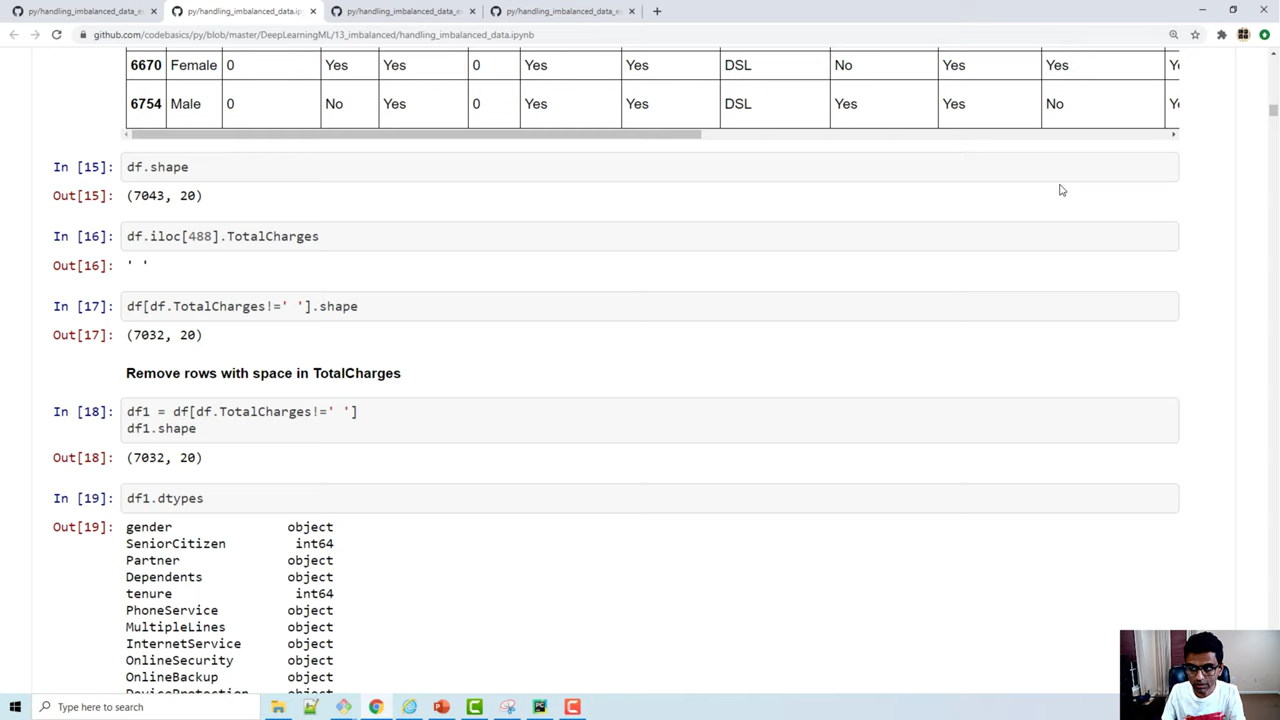 py/handling_imbalanced_data_e
py/handling_imbalanced_data.ip
py/handling_imbalanced_data_e
py/handling_imbalanced_data_e
github.com/codebasics/py/blob/master/DeepLearningML/13_imbalanced/handling_imbalanced_data.ipynb
6670 Female 0 Yes Yes 0 Yes Yes DSL No Yes Yes Y
6754 Male 0 No Yes 0 Yes Yes DSL Yes Yes No Y
In [15]: df.shape
Out[15]: (7043, 20)
In [16]: df.iloc[488].TotalCharges
Out[16]: ' '
In [17]: df[df.TotalCharges!=' '].shape
Out[17]: (7032, 20)
Remove rows with space in TotalCharges
In [18]: df1 = df[df.TotalCharges!=' ']
df1.shape
Out[18]: (7032, 20)
In [19]: df1.dtypes
Out[19]: gender object
SeniorCitizen int64
Partner object
Dependents object
tenure int64
PhoneService object
MultipleLines object
InternetService object
OnlineSecurity object
OnlineBackup object
DeviceProtection object
Type here to search